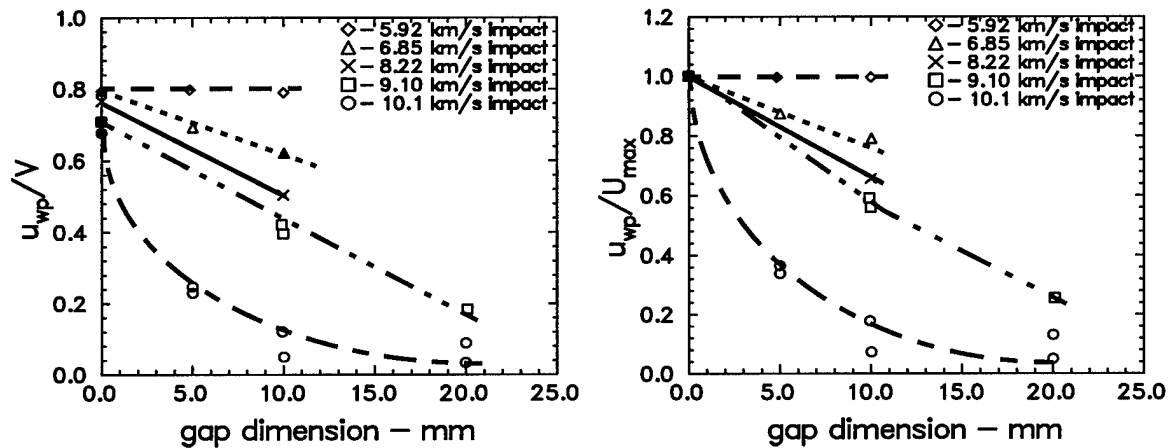 1.0
0.8
0.6
0.4
0.2
0.0
u_wp/V
0.0 5.0 10.0 15.0 20.0 25.0
gap dimension – mm
◇ – 5.92 km/s impact
△ – 6.85 km/s impact
× – 8.22 km/s impact
□ – 9.10 km/s impact
○ – 10.1 km/s impact
1.2
1.0
0.8
0.6
0.4
0.2
0.0
u_wp/U_max
0.0 5.0 10.0 15.0 20.0 25.0
gap dimension – mm
◇ – 5.92 km/s impact
△ – 6.85 km/s impact
× – 8.22 km/s impact
□ – 9.10 km/s impact
○ – 10.1 km/s impact